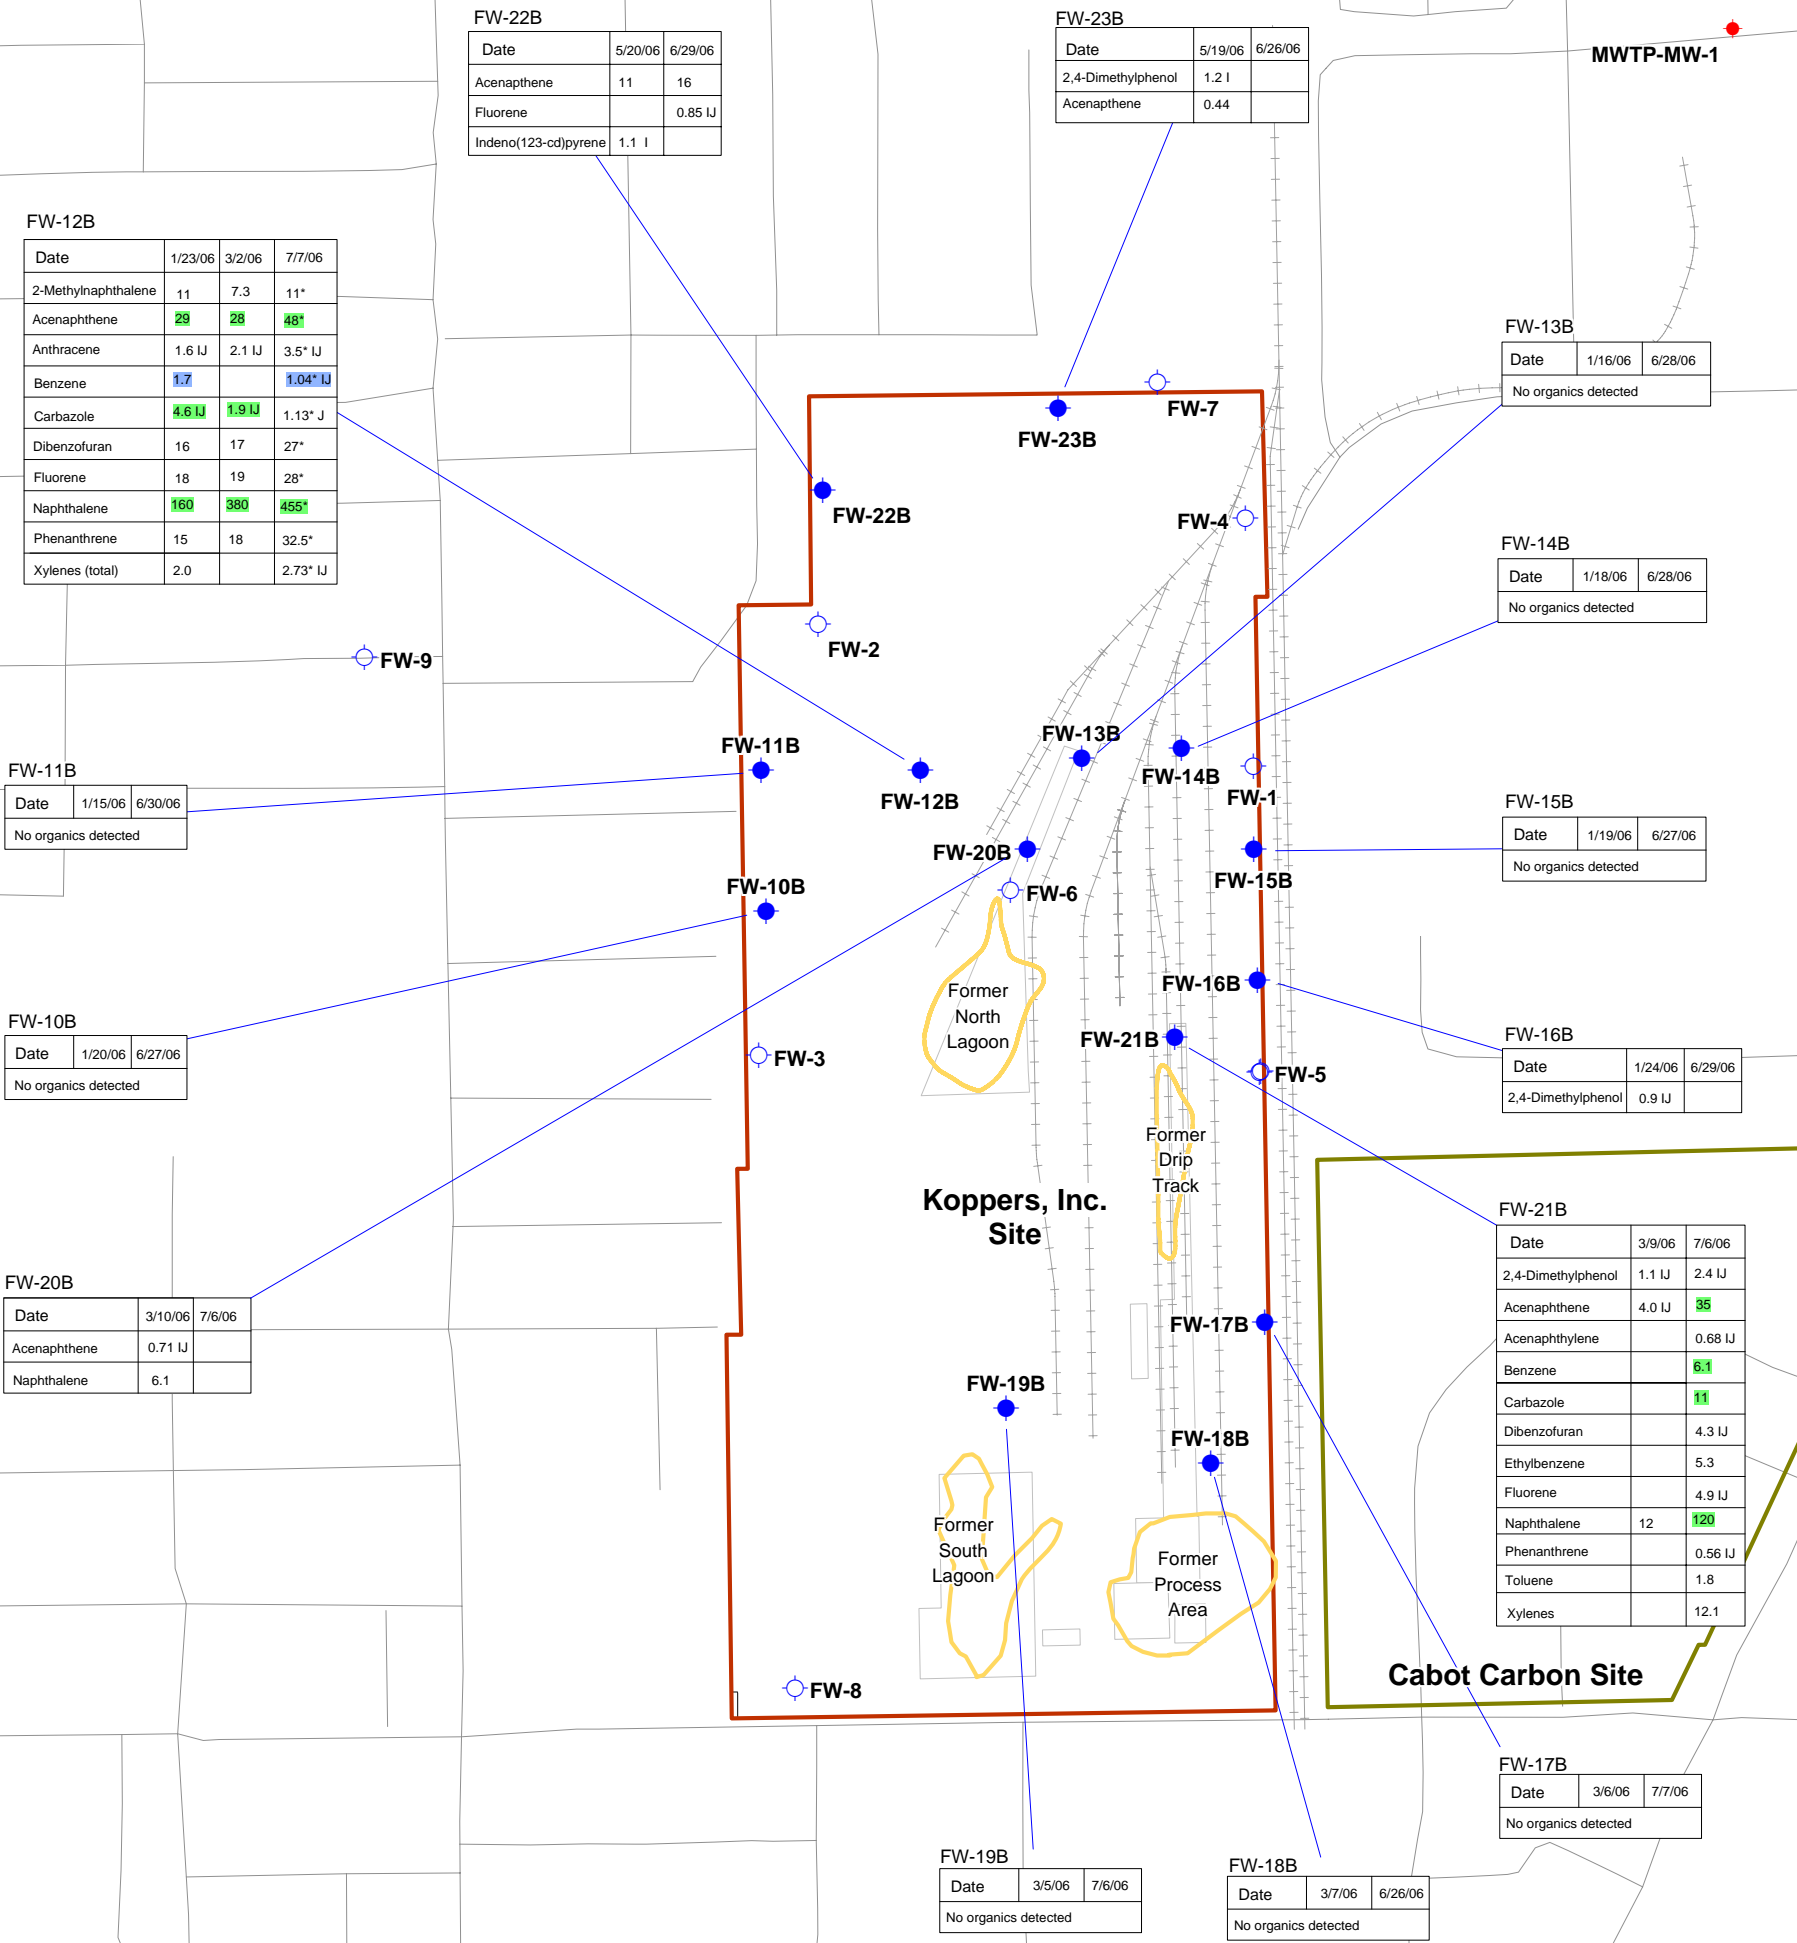 FW-22B
Date 5/20/06 6/29/06
Acenapthene 11 16
Fluorene 0.85 IJ
Indeno(123-cd)pyrene 1.1 I
FW-23B
Date 5/19/06 6/26/06
2,4-Dimethylphenol 1.2 I
Acenapthene 0.44
MWTP-MW-1
FW-12B
Date 1/23/06 3/2/06 7/7/06
2-Methylnaphthalene 11 7.3 11*
Acenaphthene 29 28 48*
Anthracene 1.6 IJ 2.1 IJ 3.5* IJ
Benzene 1.7 1.04* IJ
Carbazole 4.6 IJ 1.9 IJ 1.13* J
Dibenzofuran 16 17 27*
Fluorene 18 19 28*
Naphthalene 160 380 455*
Phenanthrene 15 18 32.5*
Xylenes (total) 2.0 2.73* IJ
FW-13B
Date 1/16/06 6/28/06
No organics detected
FW-7
FW-23B
FW-22B
FW-4
FW-14B
Date 1/18/06 6/28/06
No organics detected
FW-2
FW-9
FW-13B
FW-11B
FW-14B
FW-12B
FW-1
FW-11B
Date 1/15/06 6/30/06
No organics detected
FW-15B
Date 1/19/06 6/27/06
No organics detected
FW-20B
FW-15B
FW-10B
FW-6
FW-16B
Former
North
Lagoon
FW-10B
Date 1/20/06 6/27/06
No organics detected
FW-21B
FW-3
FW-5
FW-16B
Date 1/24/06 6/29/06
2,4-Dimethylphenol 0.9 IJ
Former
Drip
Track
Koppers, Inc.
Site
FW-21B
Date 3/9/06 7/6/06
2,4-Dimethylphenol 1.1 IJ 2.4 IJ
Acenaphthene 4.0 IJ 35
Acenaphthylene 0.68 IJ
Benzene 6.1
Carbazole 11
Dibenzofuran 4.3 IJ
Ethylbenzene 5.3
Fluorene 4.9 IJ
Naphthalene 12 120
Phenanthrene 0.56 IJ
Toluene 1.8
Xylenes 12.1
FW-20B
Date 3/10/06 7/6/06
Acenaphthene 0.71 IJ
Naphthalene 6.1
FW-17B
FW-19B
FW-18B
Former
South
Lagoon
Former
Process
Area
FW-8
Cabot Carbon Site
FW-17B
Date 3/6/06 7/7/06
No organics detected
FW-19B
Date 3/5/06 7/6/06
No organics detected
FW-18B
Date 3/7/06 6/26/06
No organics detected